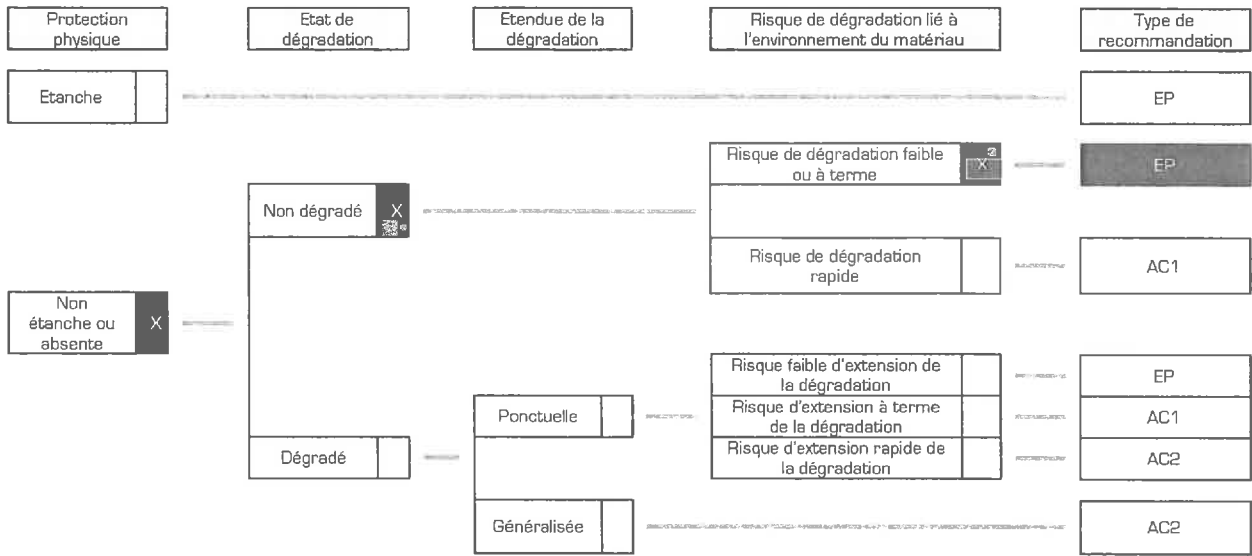 Protection
physique
Etat de
dégradation
Etendue de la
dégradation
Risque de dégradation lié à
l'environnement du matériau
Type de
recommandation
Etanche
EP
Risque de dégradation faible
ou à terme
X
EP
Non dégradé
X
Risque de dégradation
rapide
AC1
Non
étanche ou
absente
X
Risque faible d'extension de
la dégradation
EP
Ponctuelle
Risque d'extension à terme
de la dégradation
AC1
Dégradé
Risque d'extension rapide de
la dégradation
AC2
Généralisée
AC2